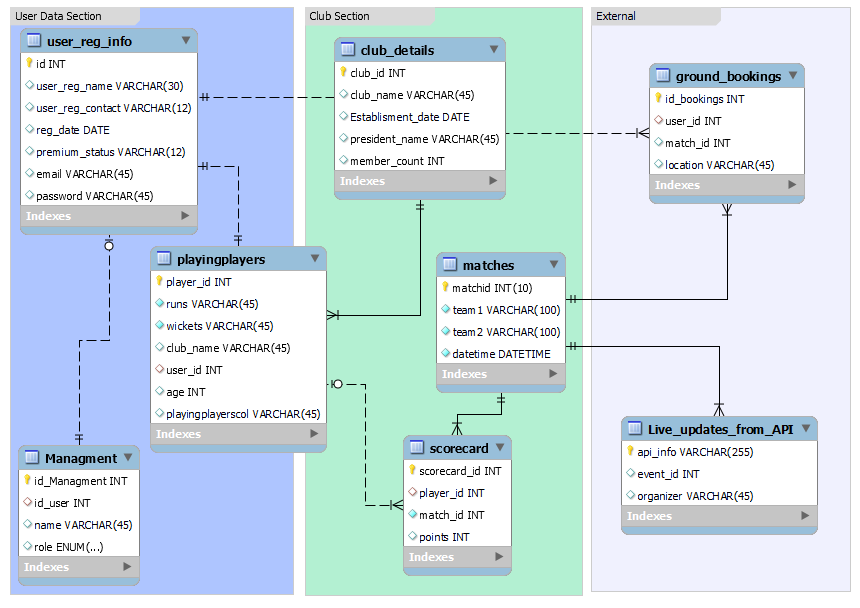 User Data Section
user_reg_info
id INT
user_reg_name VARCHAR(30)
user_reg_contact VARCHAR(12)
reg_date DATE
premium_status VARCHAR(12)
email VARCHAR(45)
password VARCHAR(45)
Indexes
playingplayers
player_id INT
runs VARCHAR(45)
wickets VARCHAR(45)
club_name VARCHAR(45)
user_id INT
age INT
playingplayerscol VARCHAR(45)
Indexes
Managment
id_Managment INT
id_user INT
name VARCHAR(45)
role ENUM(...)
Indexes
Club Section
club_details
club_id INT
club_name VARCHAR(45)
Establisment_date DATE
president_name VARCHAR(45)
member_count INT
Indexes
matches
matchid INT(10)
team1 VARCHAR(100)
team2 VARCHAR(100)
datetime DATETIME
Indexes
scorecard
scorecard_id INT
player_id INT
match_id INT
points INT
Indexes
External
ground_bookings
id_bookings INT
user_id INT
match_id INT
location VARCHAR(45)
Indexes
Live_updates_from_API
api_info VARCHAR(255)
event_id INT
organizer VARCHAR(45)
Indexes